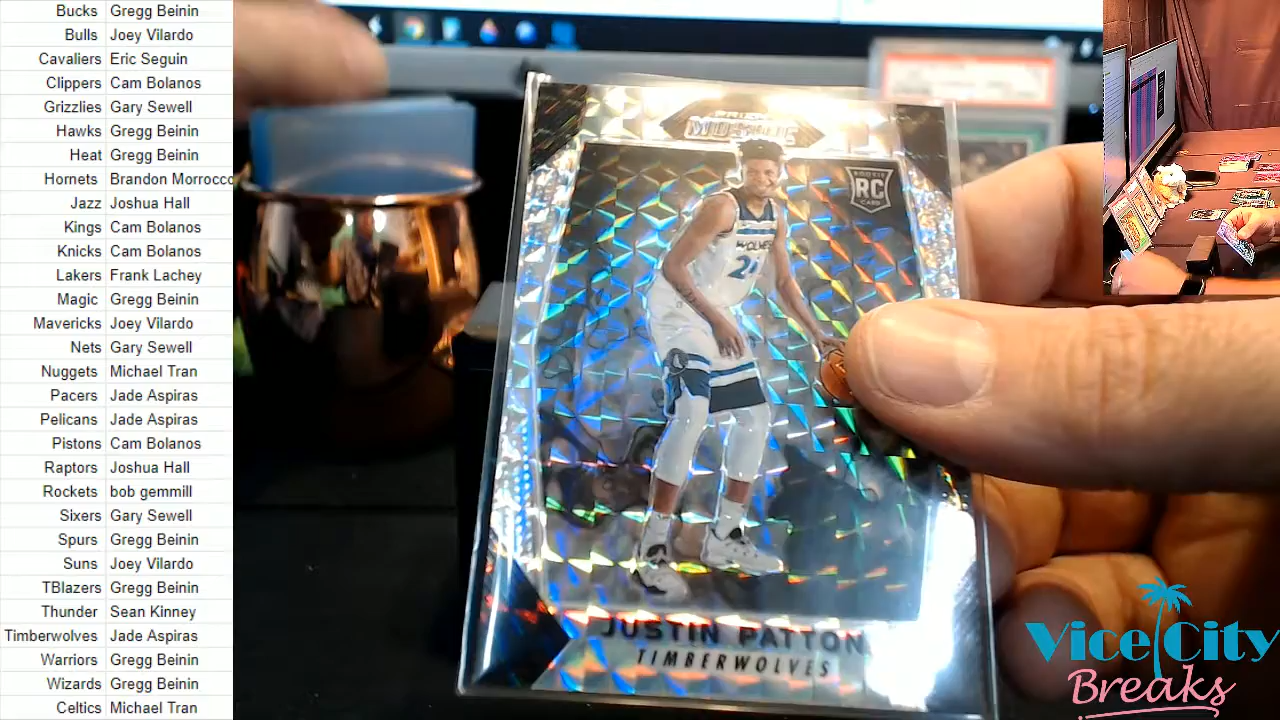 Bucks Gregg Beinin
Bulls Joey Vilardo
Cavaliers Eric Seguin
Clippers Cam Bolanos
Grizzlies Gary Sewell
Hawks Gregg Beinin
Heat Gregg Beinin
Hornets Brandon Morrocco
Jazz Joshua Hall
Kings Cam Bolanos
Knicks Cam Bolanos
Lakers Frank Lachey
Magic Gregg Beinin
Mavericks Joey Vilardo
Nets Gary Sewell
Nuggets Michael Tran
Pacers Jade Aspiras
Pelicans Jade Aspiras
Pistons Cam Bolanos
Raptors Joshua Hall
Rockets bob gemmill
Sixers Gary Sewell
Spurs Gregg Beinin
Suns Joey Vilardo
TBlazers Gregg Beinin
Thunder Sean Kinney
Timberwolves Jade Aspiras
Warriors Gregg Beinin
Wizards Gregg Beinin
Celtics Michael Tran
MOSAIC
ROOKIE
RC
CARD
WOLVES
JUSTIN PATTON
TIMBERWOLVES
Vice City
Breaks